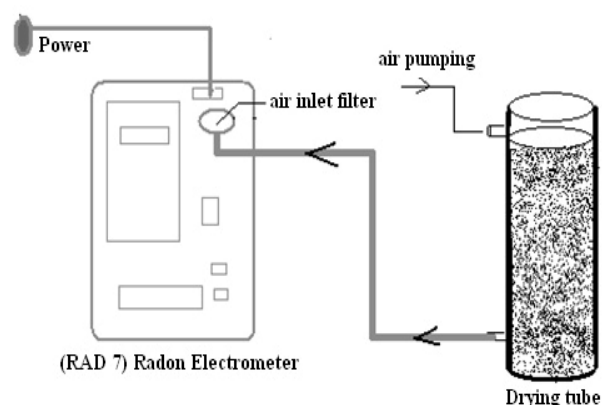 Power
air pumping
air inlet filter
(RAD 7) Radon Electrometer
Drying tube